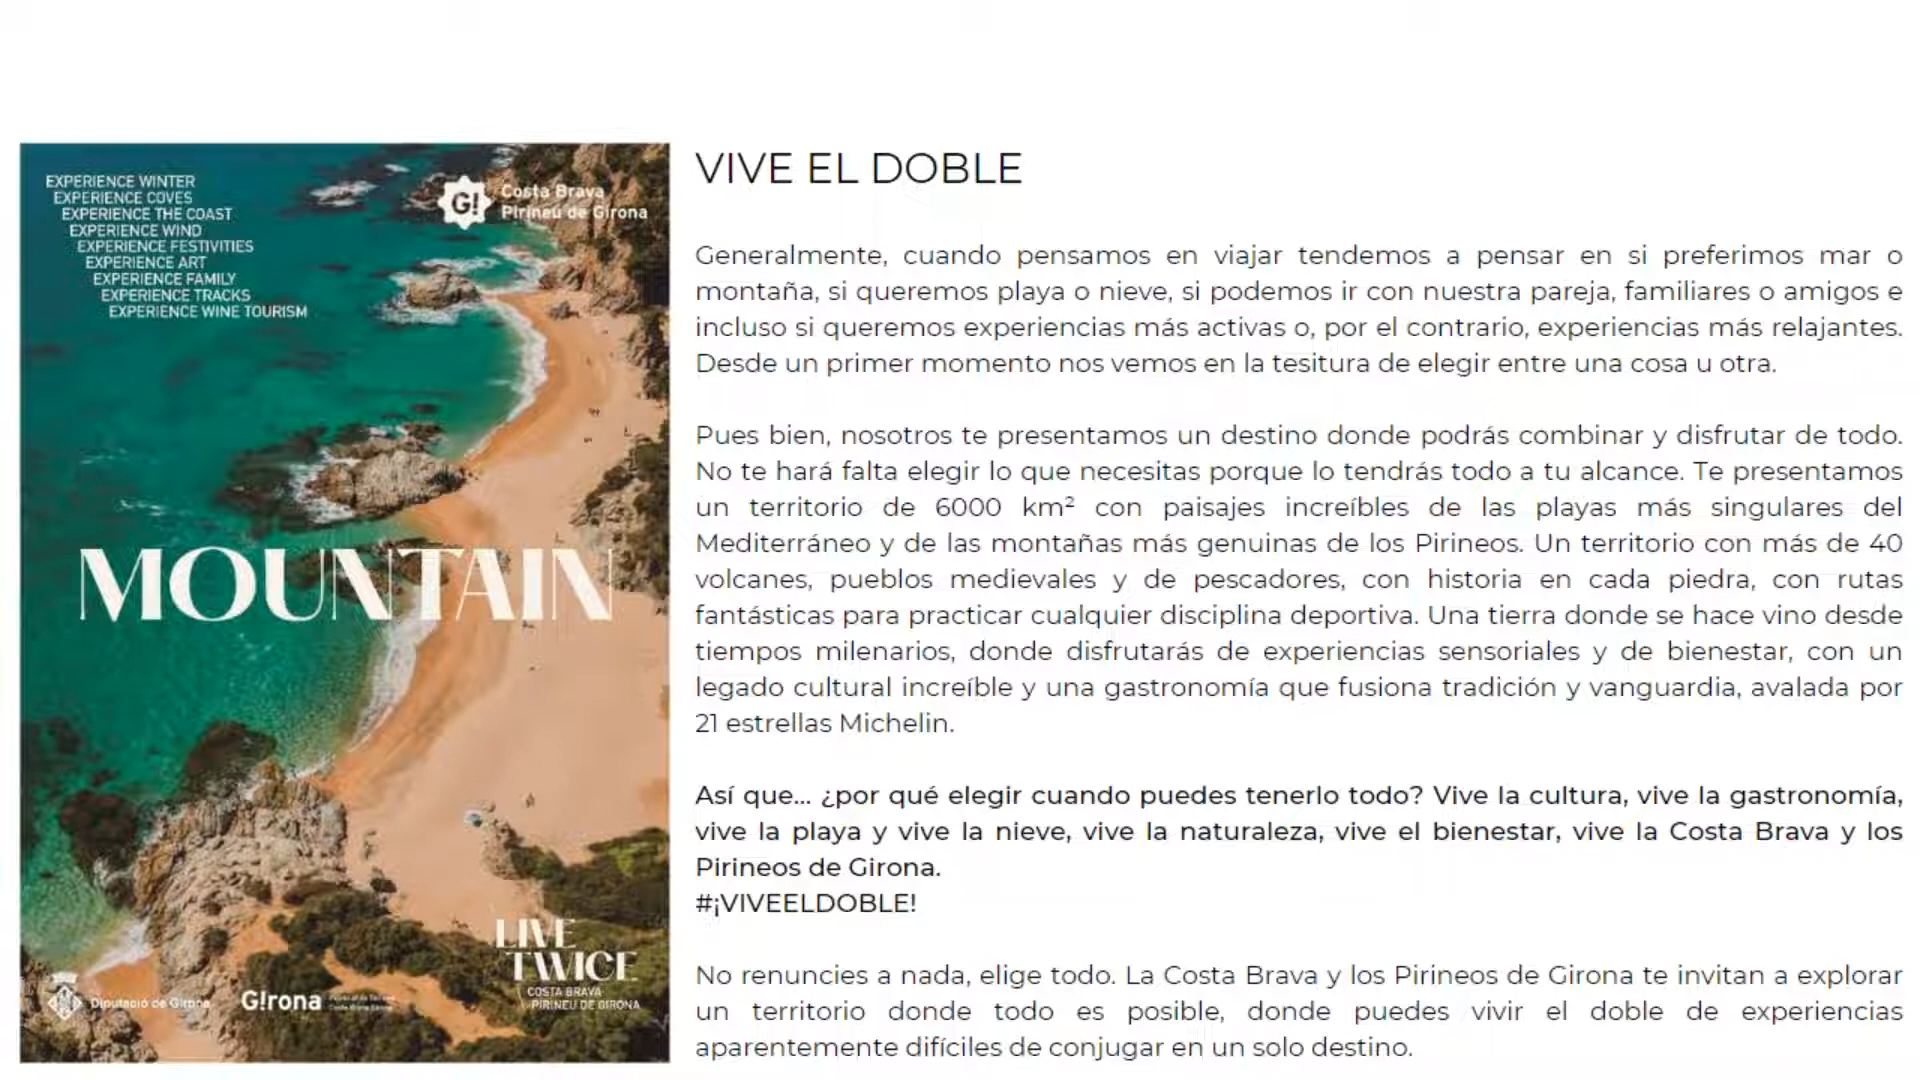 EXPERIENCE WINTER
EXPERIENCE COVES
EXPERIENCE THE COAST
EXPERIENCE WIND
EXPERIENCE FESTIVITIES
EXPERIENCE ART
EXPERIENCE FAMILY
EXPERIENCE TRACKS
EXPERIENCE WINE TOURISM
G!
Costa Brava
Pirineu de Girona
MOUNTAIN
LIVE
TWICE
COSTA BRAVA
PIRINEU DE GIRONA
Diputació de Girona
G!rona
VIVE EL DOBLE
Generalmente, cuando pensamos en viajar tendemos a pensar en si preferimos mar o
montaña, si queremos playa o nieve, si podemos ir con nuestra pareja, familiares o amigos e
incluso si queremos experiencias más activas o, por el contrario, experiencias más relajantes.
Desde un primer momento nos vemos en la tesitura de elegir entre una cosa u otra.
Pues bien, nosotros te presentamos un destino donde podrás combinar y disfrutar de todo.
No te hará falta elegir lo que necesitas porque lo tendrás todo a tu alcance. Te presentamos
un territorio de 6000 km² con paisajes increíbles de las playas más singulares del
Mediterráneo y de las montañas más genuinas de los Pirineos. Un territorio con más de 40
volcanes, pueblos medievales y de pescadores, con historia en cada piedra, con rutas
fantásticas para practicar cualquier disciplina deportiva. Una tierra donde se hace vino desde
tiempos milenarios, donde disfrutarás de experiencias sensoriales y de bienestar, con un
legado cultural increíble y una gastronomía que fusiona tradición y vanguardia, avalada por
21 estrellas Michelin.
Así que... ¿por qué elegir cuando puedes tenerlo todo? Vive la cultura, vive la gastronomía,
vive la playa y vive la nieve, vive la naturaleza, vive el bienestar, vive la Costa Brava y los
Pirineos de Girona.
#¡VIVEELDOBLE!
No renuncies a nada, elige todo. La Costa Brava y los Pirineos de Girona te invitan a explorar
un territorio donde todo es posible, donde puedes vivir el doble de experiencias
aparentemente difíciles de conjugar en un solo destino.